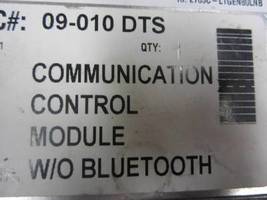 C#: 09-010 DTS
QTY:
COMMUNICATION
CONTROL
MODULE
W/O BLUETOOTH